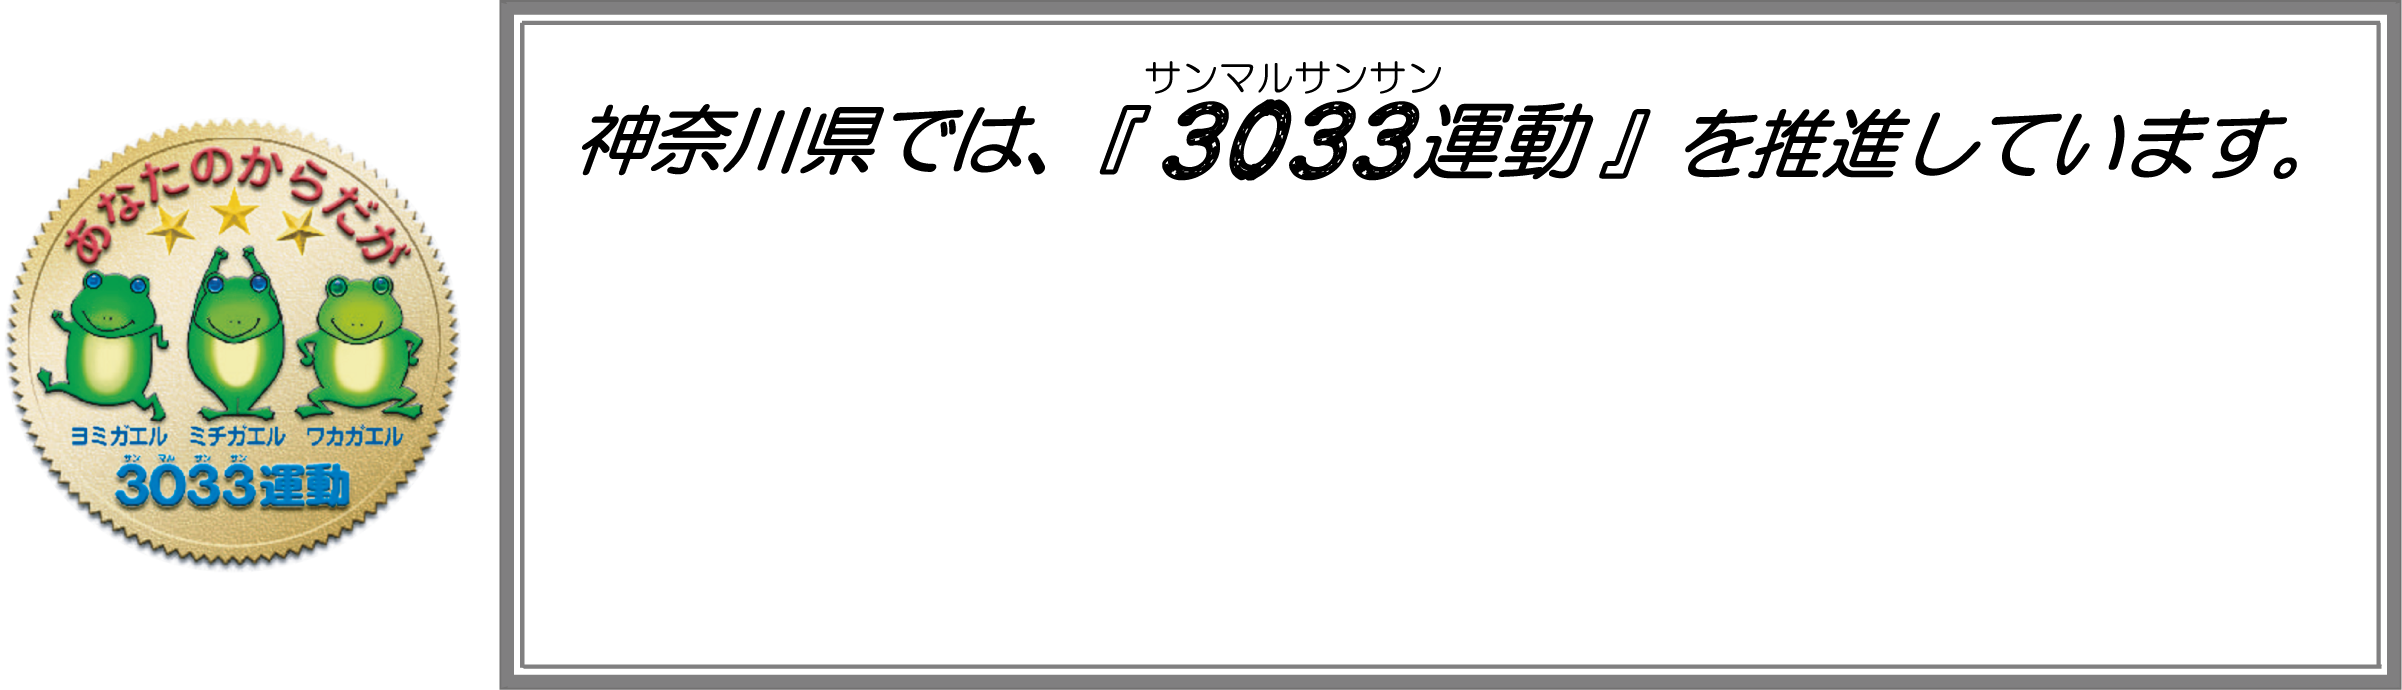 あなたのからだが
ヨミガエル ミチガエル ワカガエル
サン マル サン サン
3033運動
サンマルサンサン
神奈川県では、『3033運動』を推進しています。